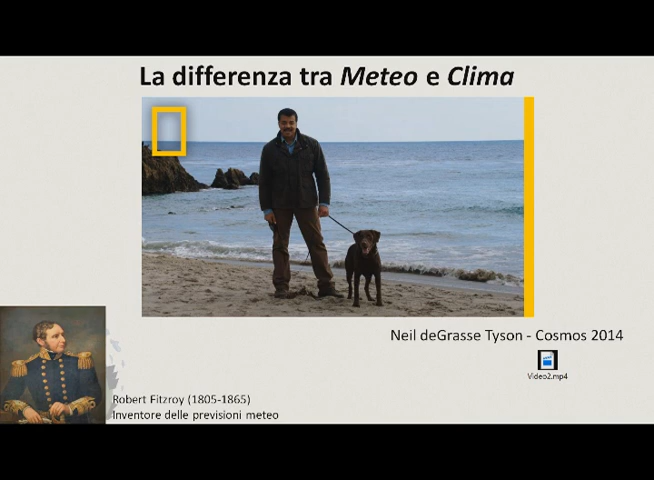 La differenza tra Meteo e Clima
Neil deGrasse Tyson - Cosmos 2014
Video2.mp4
Robert Fitzroy (1805-1865)
Inventore delle previsioni meteo